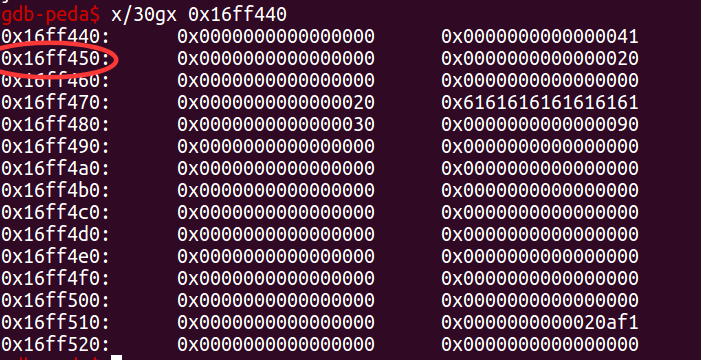 gdb-peda$ x/30gx 0x16ff440
0x16ff440: 0x0000000000000000 0x0000000000000041
0x16ff450: 0x0000000000000000 0x0000000000000020
0x16ff460: 0x0000000000000000 0x0000000000000000
0x16ff470: 0x0000000000000020 0x6161616161616161
0x16ff480: 0x0000000000000030 0x0000000000000090
0x16ff490: 0x0000000000000000 0x0000000000000000
0x16ff4a0: 0x0000000000000000 0x0000000000000000
0x16ff4b0: 0x0000000000000000 0x0000000000000000
0x16ff4c0: 0x0000000000000000 0x0000000000000000
0x16ff4d0: 0x0000000000000000 0x0000000000000000
0x16ff4e0: 0x0000000000000000 0x0000000000000000
0x16ff4f0: 0x0000000000000000 0x0000000000000000
0x16ff500: 0x0000000000000000 0x0000000000000000
0x16ff510: 0x0000000000000000 0x0000000000020af1
0x16ff520: 0x0000000000000000 0x0000000000000000
gdb-peda$